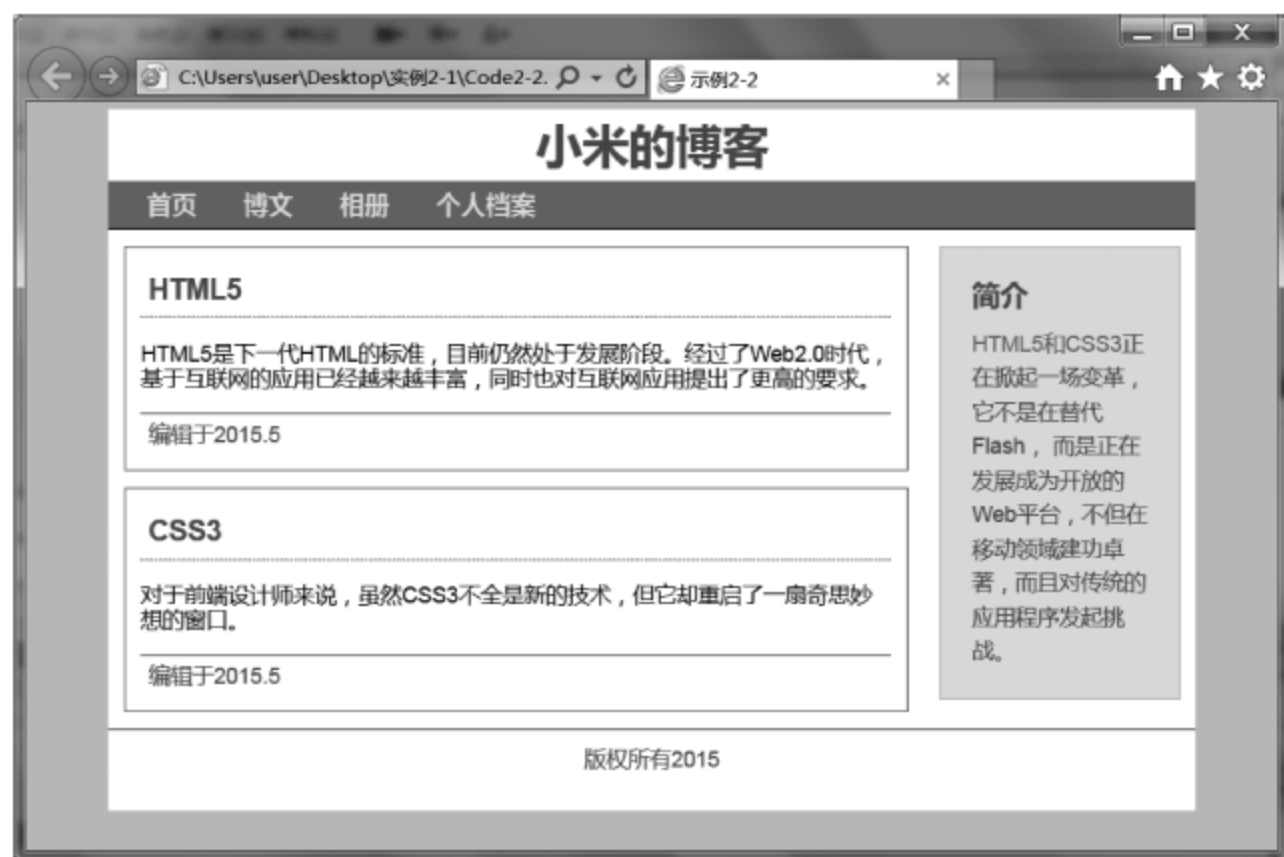 C:\Users\user\Desktop\实例2-1\Code2-2.
示例2-2
小米的博客
首页 博文 相册 个人档案
HTML5
HTML5是下一代HTML的标准，目前仍然处于发展阶段。经过了Web2.0时代，
基于互联网的应用已经越来越丰富，同时也对互联网应用提出了更高的要求。
编辑于2015.5
CSS3
对于前端设计师来说，虽然CSS3不全是新的技术，但它却重启了一扇奇思妙
想的窗口。
编辑于2015.5
简介
HTML5和CSS3正
在掀起一场变革，
它不是在替代
Flash， 而是正在
发展成为开放的
Web平台，不但在
移动领域建功卓
著，而且对传统的
应用程序发起挑
战。
版权所有2015